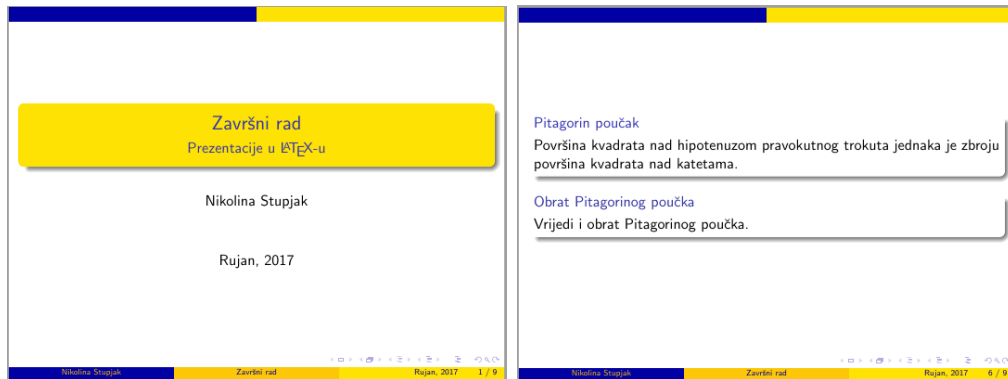 Završni rad
Prezentacije u LATEX-u
Nikolina Stupjak
Rujan, 2017
Nikolina Stupjak Završni rad Rujan, 2017 1 / 9
Pitagorin poučak
Površina kvadrata nad hipotenuzom pravokutnog trokuta jednaka je zbroju
površina kvadrata nad katetama.
Obrat Pitagorinog poučka
Vrijedi i obrat Pitagorinog poučka.
Nikolina Stupjak Završni rad Rujan, 2017 6 / 9